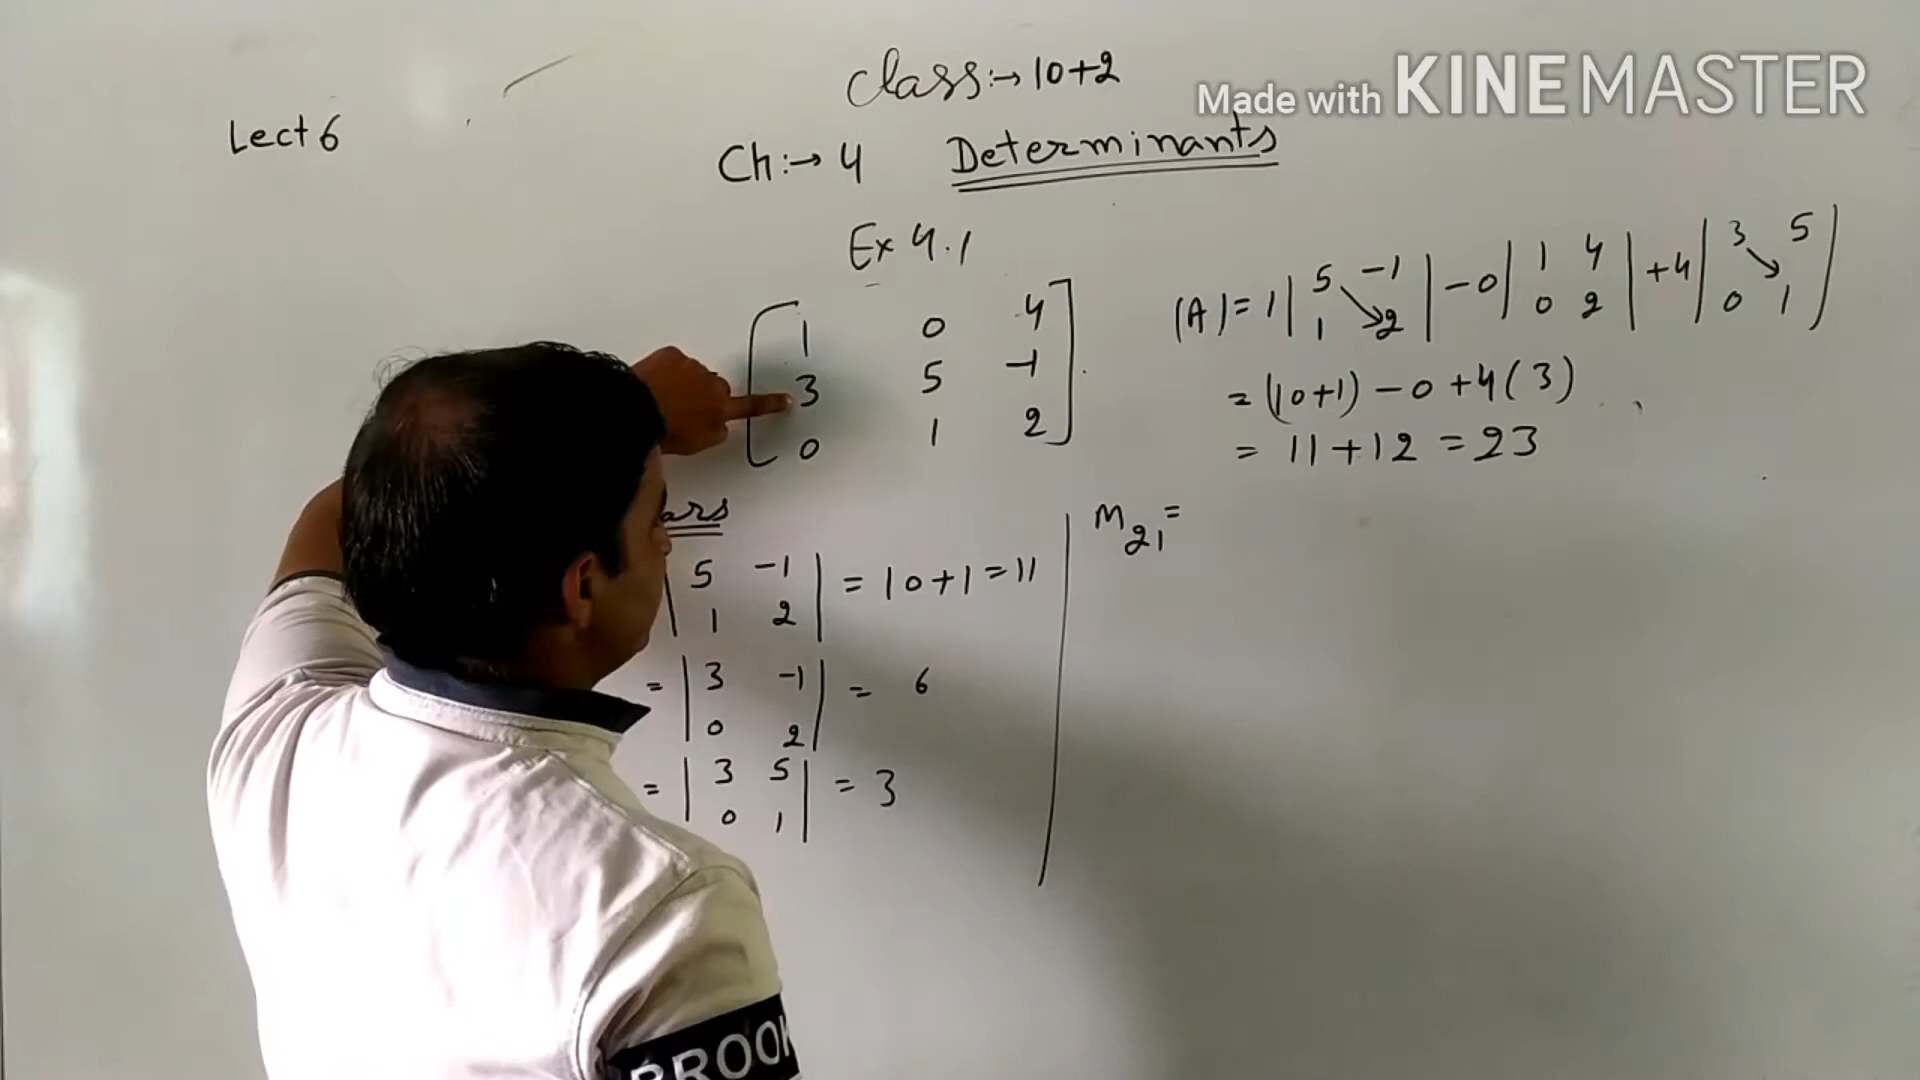 Made with KINEMASTER
Class:→ 10+2
Lect 6
Ch:→ 4 Determinants
Ex 4.1
1 0 4
3 5 -1
0 1 2
|A| = 1 | 5 -1 | - 0 | 1 4 | + 4 | 3 5 |
1 2 0 2 0 1
= (10+1) - 0 + 4(3)
= 11 + 12 = 23
| 5 -1 | = 10 + 1 = 11
1 2
= | 3 -1 | = 6
0 2
= | 3 5 | = 3
0 1
M21 =